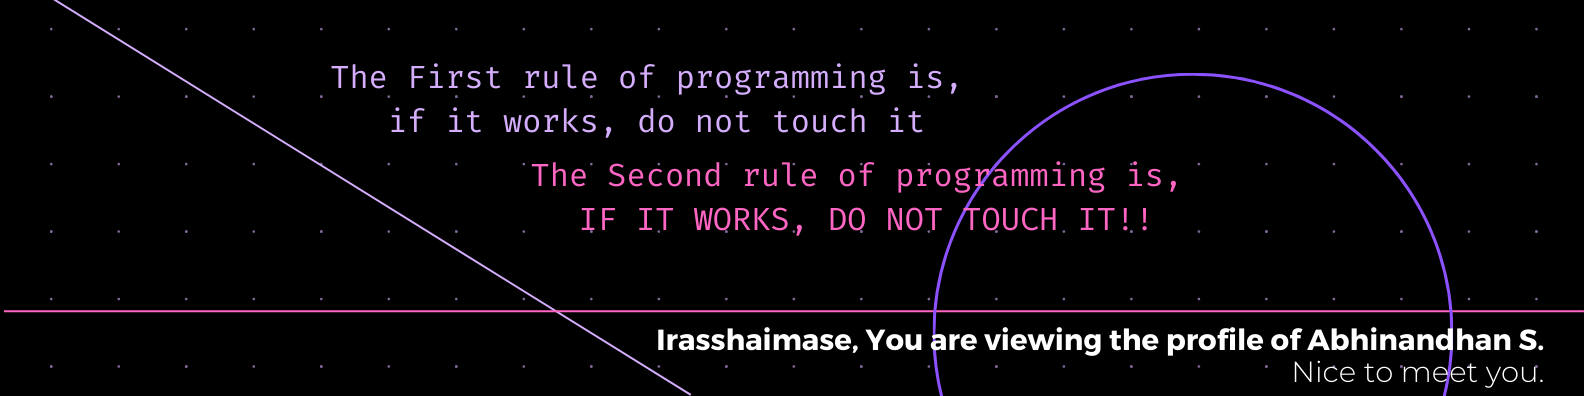 The First rule of programming is,
if it works, do not touch it
The Second rule of programming is,
IF IT WORKS, DO NOT TOUCH IT!!
Irasshaimase, You are viewing the profile of Abhinandhan S.
Nice to meet you.